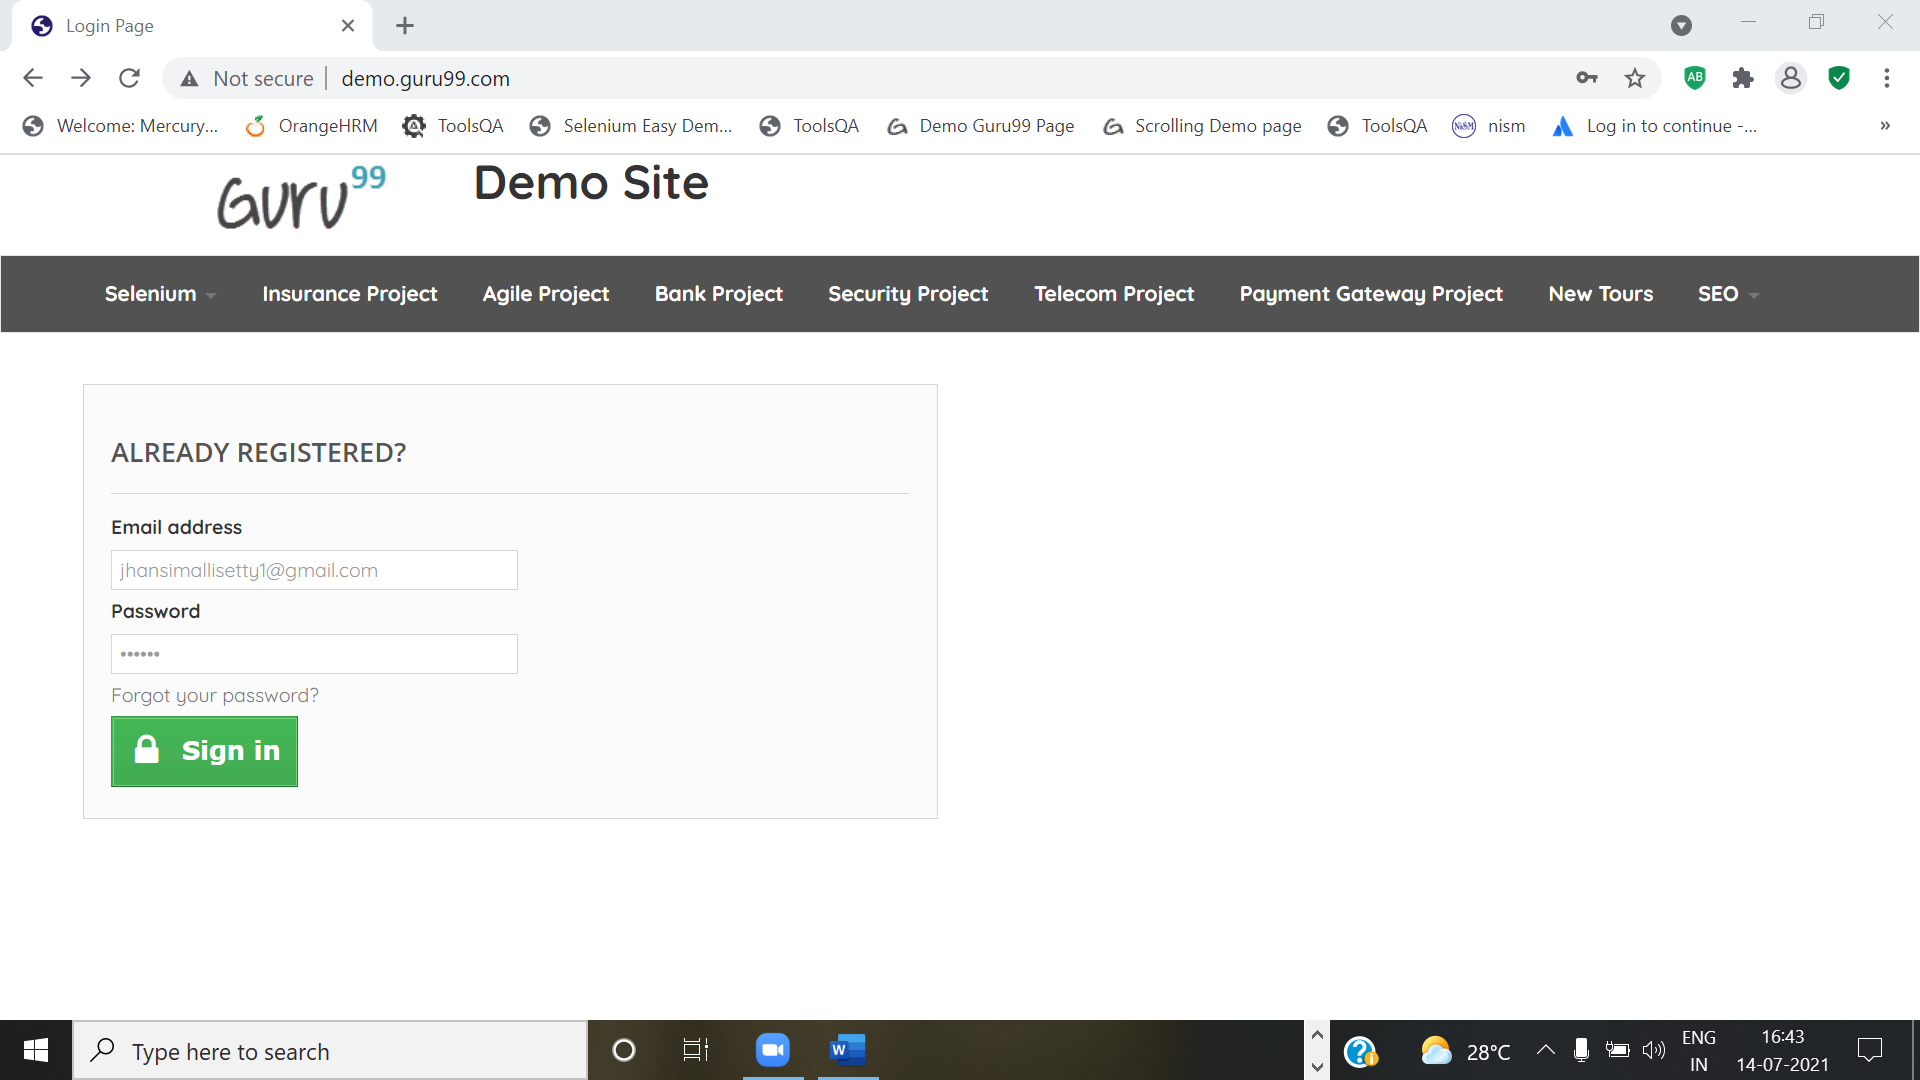 Login Page
Not secure | demo.guru99.com
AB
Welcome: Mercury... OrangeHRM ToolsQA Selenium Easy Dem... ToolsQA Demo Guru99 Page Scrolling Demo page ToolsQA NISM nism Log in to continue -... »
Guru99 Demo Site
Selenium Insurance Project Agile Project Bank Project Security Project Telecom Project Payment Gateway Project New Tours SEO
ALREADY REGISTERED?
Email address
jhansimallisetty1@gmail.com
Password
••••••
Forgot your password?
Sign in
Type here to search
W
28°C
ENG
IN
16:43
14-07-2021